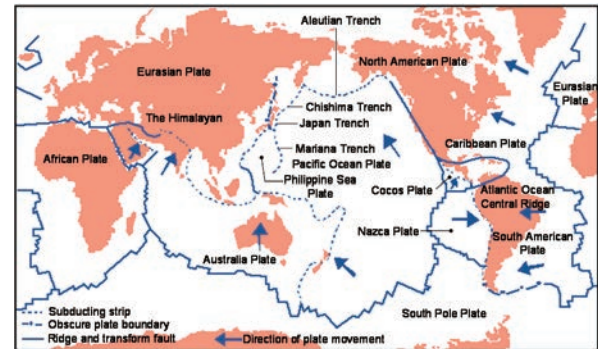 Aleutian Trench
North American Plate
Eurasian Plate
Eurasian
Plate
Chishima Trench
The Himalayan
Japan Trench
Caribbean Plate
African Plate
Mariana Trench
Pacific Ocean Plate
Philippine Sea
Plate
Cocos Plate
Atlantic Ocean
Central Ridge
Nazca Plate
South American
Plate
Australia Plate
South Pole Plate
Subducting strip
Obscure plate boundary
Ridge and transform fault
Direction of plate movement